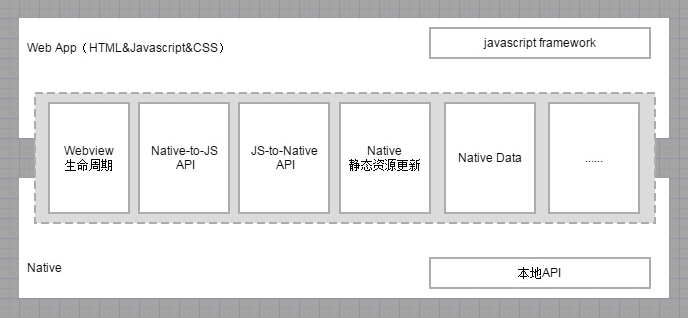 Web App（HTML&Javascript&CSS）
javascript framework
Webview
生命周期
Native-to-JS
API
JS-to-Native
API
Native
静态资源更新
Native Data
......
Native
本地API